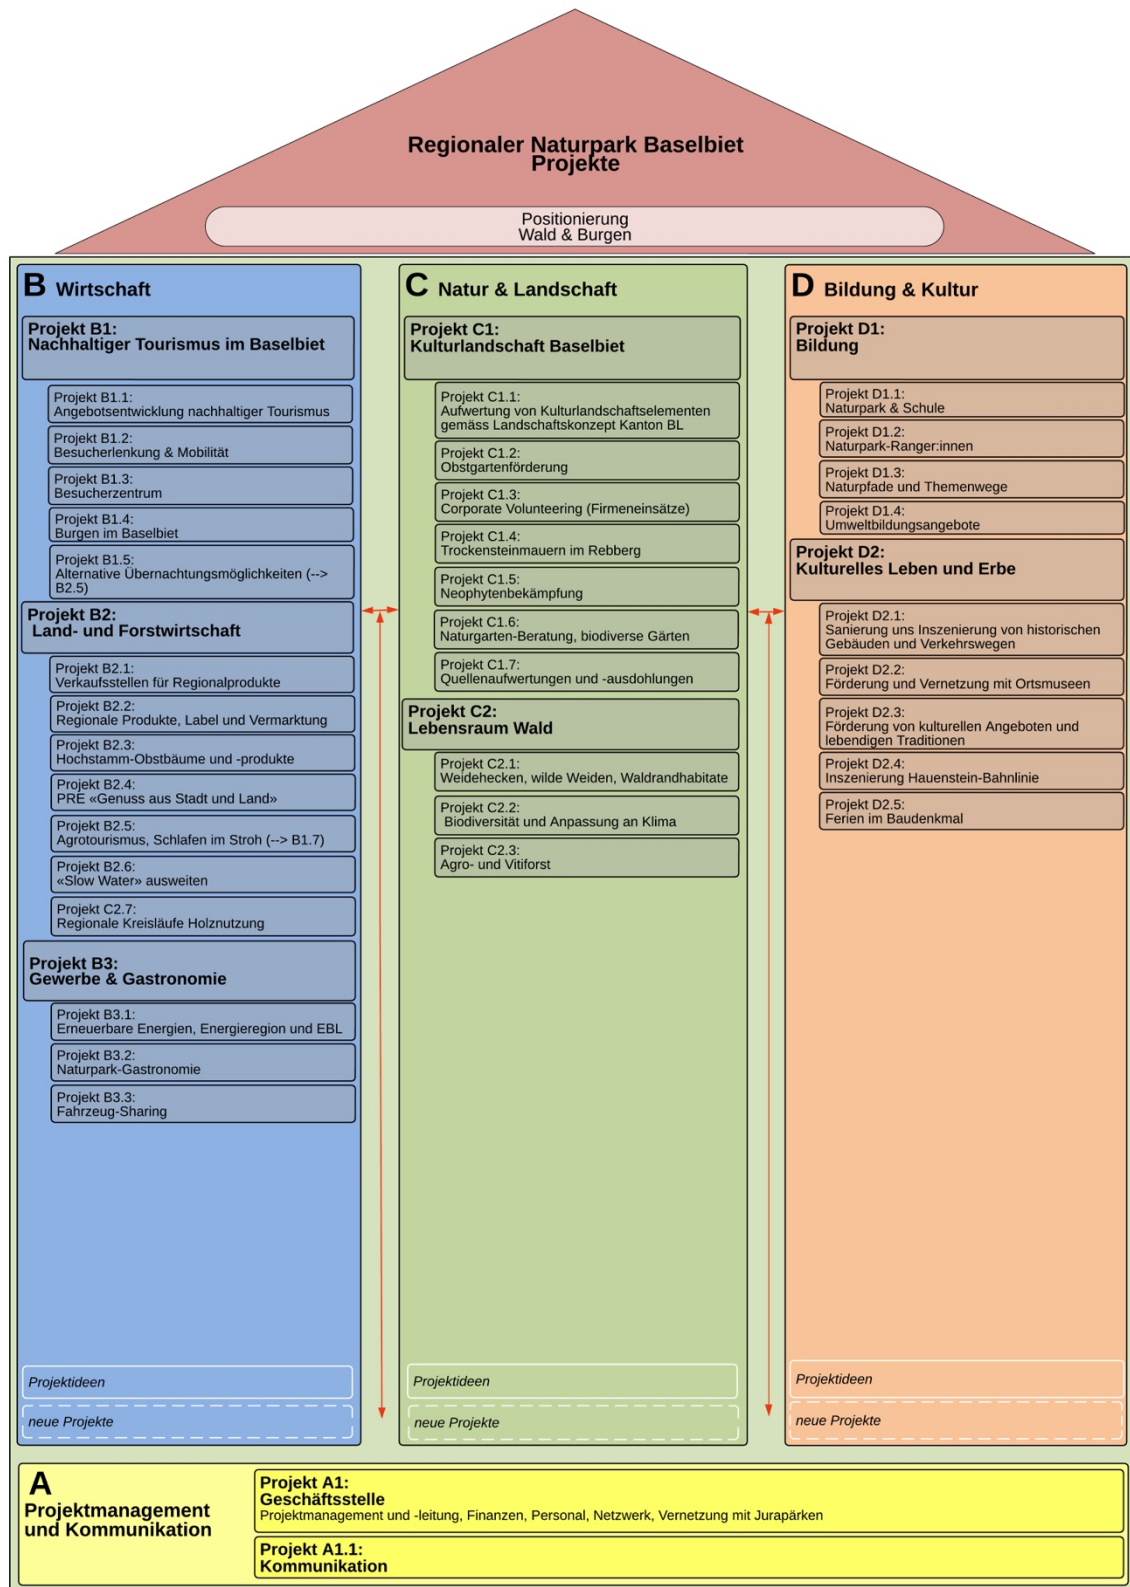 Regionaler Naturpark Baselbiet
Projekte
Positionierung
Wald & Burgen
B Wirtschaft
Projekt B1:
Nachhaltiger Tourismus im Baselbiet
Projekt B1.1:
Angebotsentwicklung nachhaltiger Tourismus
Projekt B1.2:
Besucherlenkung & Mobilität
Projekt B1.3:
Besucherzentrum
Projekt B1.4:
Burgen im Baselbiet
Projekt B1.5:
Alternative Übernachtungsmöglichkeiten (-->
B2.5)
Projekt B2:
Land- und Forstwirtschaft
Projekt B2.1:
Verkaufsstellen für Regionalprodukte
Projekt B2.2:
Regionale Produkte, Label und Vermarktung
Projekt B2.3:
Hochstamm-Obstbäume und -produkte
Projekt B2.4:
PRE «Genuss aus Stadt und Land»
Projekt B2.5:
Agrotourismus, Schlafen im Stroh (--> B1.7)
Projekt B2.6:
«Slow Water» ausweiten
Projekt C2.7:
Regionale Kreisläufe Holznutzung
Projekt B3:
Gewerbe & Gastronomie
Projekt B3.1:
Erneuerbare Energien, Energieregion und EBL
Projekt B3.2:
Naturpark-Gastronomie
Projekt B3.3:
Fahrzeug-Sharing
Projektideen
neue Projekte
C Natur & Landschaft
Projekt C1:
Kulturlandschaft Baselbiet
Projekt C1.1:
Aufwertung von Kulturlandschaftselementen
gemäss Landschaftskonzept Kanton BL
Projekt C1.2:
Obstgartenförderung
Projekt C1.3:
Corporate Volunteering (Firmeneinsätze)
Projekt C1.4:
Trockensteinmauern im Rebberg
Projekt C1.5:
Neophytenbekämpfung
Projekt C1.6:
Naturgarten-Beratung, biodiverse Gärten
Projekt C1.7:
Quellenaufwertungen und -ausdohlungen
Projekt C2:
Lebensraum Wald
Projekt C2.1:
Weidehecken, wilde Weiden, Waldrandhabitate
Projekt C2.2:
Biodiversität und Anpassung an Klima
Projekt C2.3:
Agro- und Vitiforst
Projektideen
neue Projekte
D Bildung & Kultur
Projekt D1:
Bildung
Projekt D1.1:
Naturpark & Schule
Projekt D1.2:
Naturpark-Ranger:innen
Projekt D1.3:
Naturpfade und Themenwege
Projekt D1.4:
Umweltbildungsangebote
Projekt D2:
Kulturelles Leben und Erbe
Projekt D2.1:
Sanierung uns Inszenierung von historischen
Gebäuden und Verkehrswegen
Projekt D2.2:
Förderung und Vernetzung mit Ortsmuseen
Projekt D2.3:
Förderung von kulturellen Angeboten und
lebendigen Traditionen
Projekt D2.4:
Inszenierung Hauenstein-Bahnlinie
Projekt D2.5:
Ferien im Baudenkmal
Projektideen
neue Projekte
A
Projektmanagement
und Kommunikation
Projekt A1:
Geschäftsstelle
Projektmanagement und -leitung, Finanzen, Personal, Netzwerk, Vernetzung mit Jurapärken
Projekt A1.1:
Kommunikation